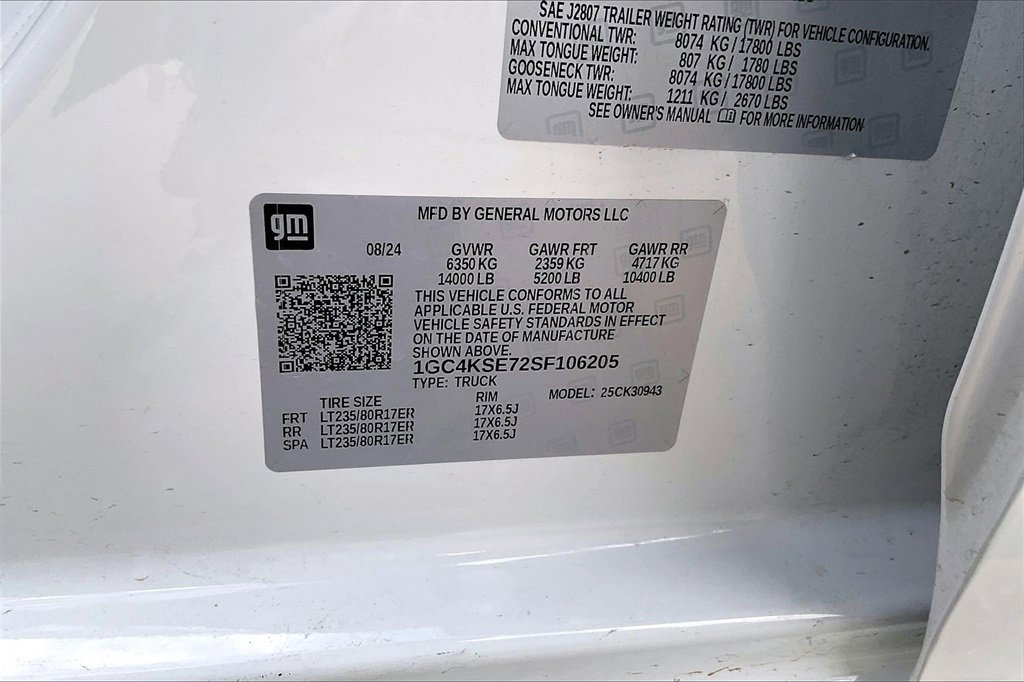 SAE J2807 TRAILER WEIGHT RATING (TWR) FOR VEHICLE CONFIGURATION.
CONVENTIONAL TWR: 8074 KG/17800 LBS
MAX TONGUE WEIGHT: 807 KG/ 1780 LBS
GOOSENECK TWR: 8074 KG/17800 LBS
MAX TONGUE WEIGHT: 1211 KG/ 2670 LBS
SEE OWNER'S MANUAL FOR MORE INFORMATION
gm
MFD BY GENERAL MOTORS LLC
08/24 GVWR GAWR FRT GAWR RR
6350 KG 2359 KG 4717 KG
14000 LB 5200 LB 10400 LB
THIS VEHICLE CONFORMS TO ALL
APPLICABLE U.S. FEDERAL MOTOR
VEHICLE SAFETY STANDARDS IN EFFECT
ON THE DATE OF MANUFACTURE
SHOWN ABOVE.
1GC4KSE72SF106205
TYPE: TRUCK
MODEL: 25CK30943
TIRE SIZE RIM
FRT LT235/80R17ER 17X6.5J
RR LT235/80R17ER 17X6.5J
SPA LT235/80R17ER 17X6.5J